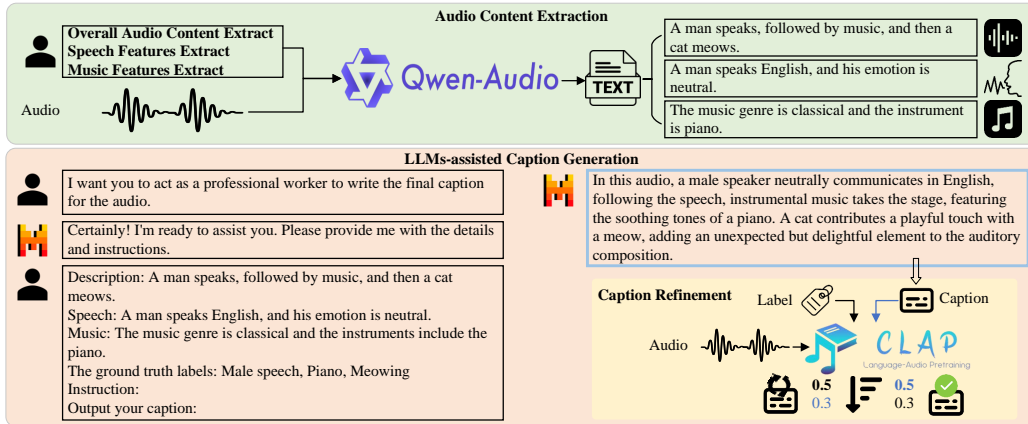 Audio Content Extraction
Overall Audio Content Extract
Speech Features Extract
Music Features Extract
Audio
Qwen-Audio
TEXT
A man speaks, followed by music, and then a
cat meows.
A man speaks English, and his emotion is
neutral.
The music genre is classical and the instrument
is piano.
LLMs-assisted Caption Generation
I want you to act as a professional worker to write the final caption
for the audio.
Certainly! I'm ready to assist you. Please provide me with the details
and instructions.
Description: A man speaks, followed by music, and then a cat
meows.
Speech: A man speaks English, and his emotion is neutral.
Music: The music genre is classical and the instruments include the
piano.
The ground truth labels: Male speech, Piano, Meowing
Instruction:
Output your caption:
In this audio, a male speaker neutrally communicates in English,
following the speech, instrumental music takes the stage, featuring
the soothing tones of a piano. A cat contributes a playful touch with
a meow, adding an unexpected but delightful element to the auditory
composition.
Caption Refinement
Label
Caption
Audio
CLAP
Language-Audio Pretraining
0.5
0.3
0.5
0.3